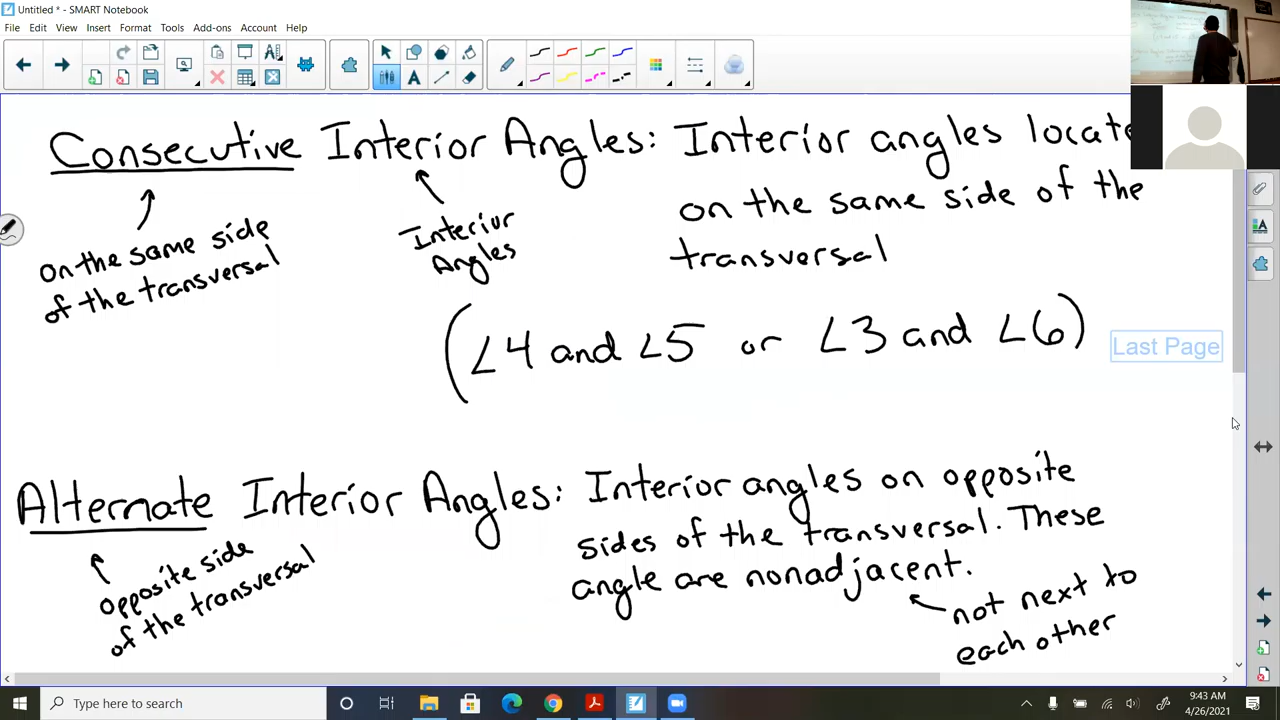 Untitled * - SMART Notebook
File Edit View Insert Format Tools Add-ons Account Help
Consecutive Interior Angles: Interior angles locate
on the same side of the
transversal
on the same side
of the transversal
Interior
Angles
(∠4 and ∠5 or ∠3 and ∠6)
Last Page
Alternate Interior Angles: Interior angles on opposite
sides of the transversal. These
angle are nonadjacent.
opposite side
of the transversal
not next to
each other
Type here to search
9:43 AM
4/26/2021